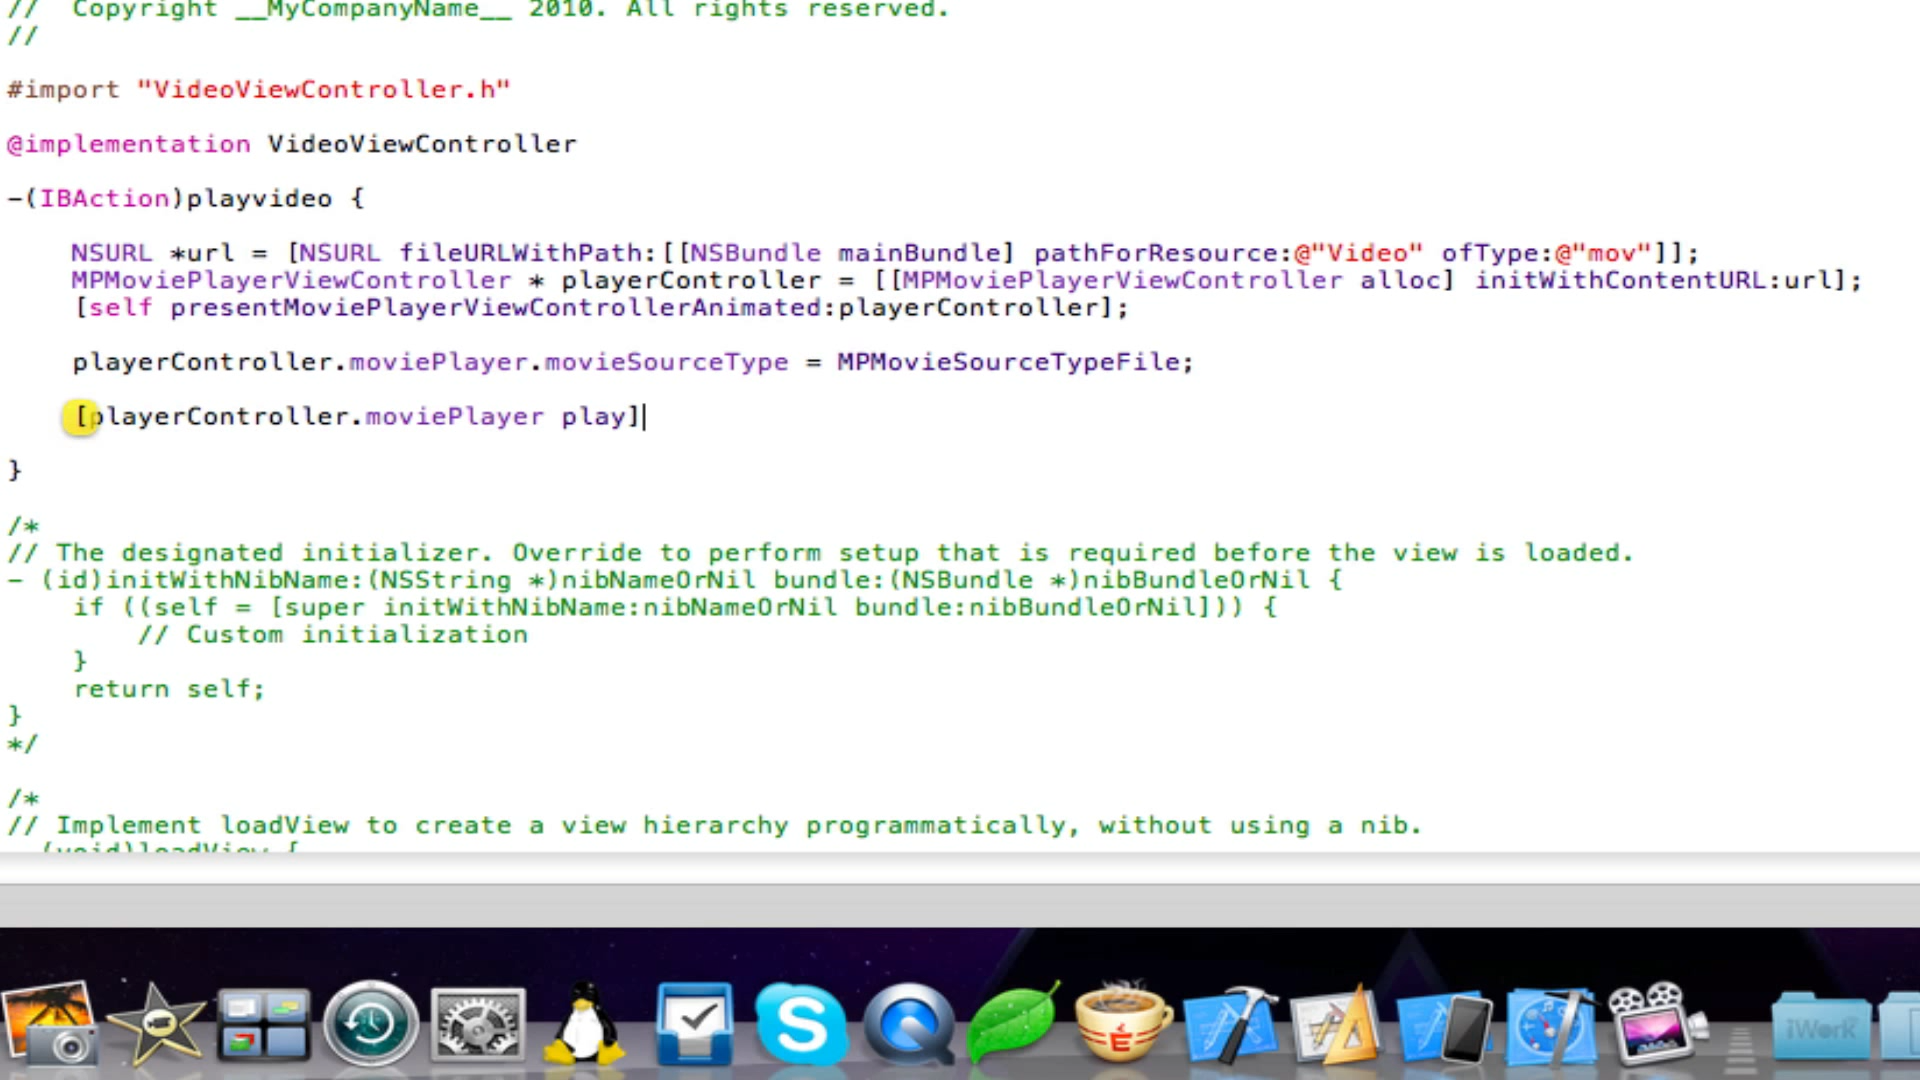 //  Copyright __MyCompanyName__ 2010. All rights reserved.
//
#import "VideoViewController.h"
@implementation VideoViewController
-(IBAction)playvideo {
NSURL *url = [NSURL fileURLWithPath:[[NSBundle mainBundle] pathForResource:@"Video" ofType:@"mov"]];
MPMoviePlayerViewController * playerController = [[MPMoviePlayerViewController alloc] initWithContentURL:url];
[self presentMoviePlayerViewControllerAnimated:playerController];
playerController.moviePlayer.movieSourceType = MPMovieSourceTypeFile;
[playerController.moviePlayer play]
}
/*
// The designated initializer. Override to perform setup that is required before the view is loaded.
- (id)initWithNibName:(NSString *)nibNameOrNil bundle:(NSBundle *)nibBundleOrNil {
if ((self = [super initWithNibName:nibNameOrNil bundle:nibBundleOrNil])) {
// Custom initialization
}
return self;
}
*/
/*
// Implement loadView to create a view hierarchy programmatically, without using a nib.
(void)loadView {
iWork